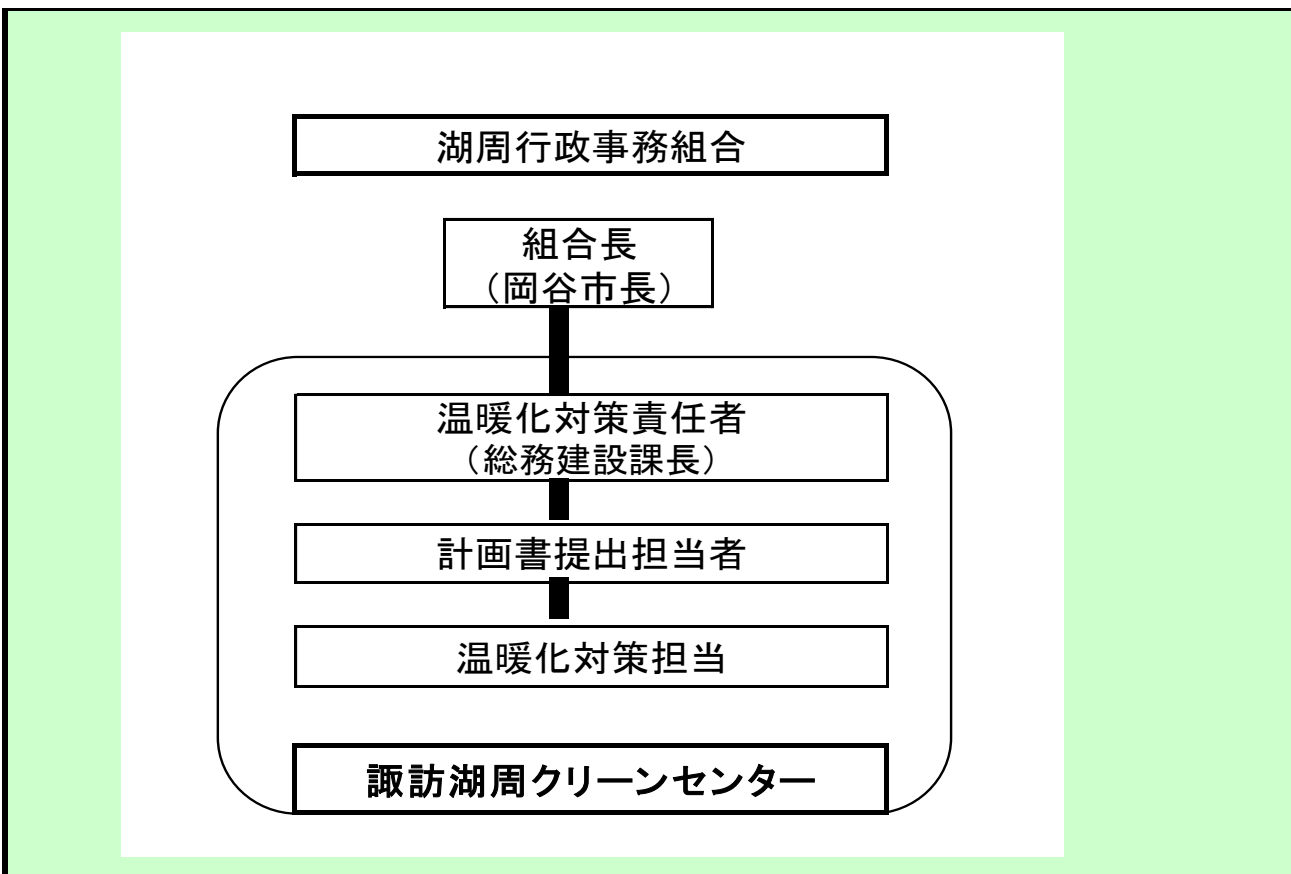 湖周行政事務組合
組合長
（岡谷市長）
温暖化対策責任者
（総務建設課長）
計画書提出担当者
温暖化対策担当
諏訪湖周クリーンセンター